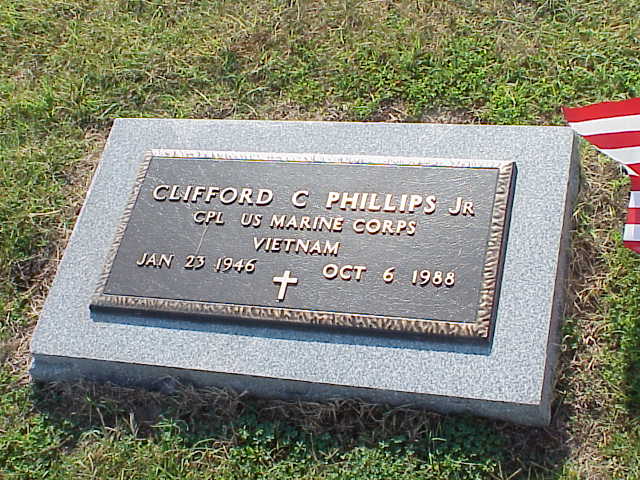 CLIFFORD C PHILLIPS JR
CPL US MARINE CORPS
VIETNAM
JAN 23 1946 OCT 6 1988